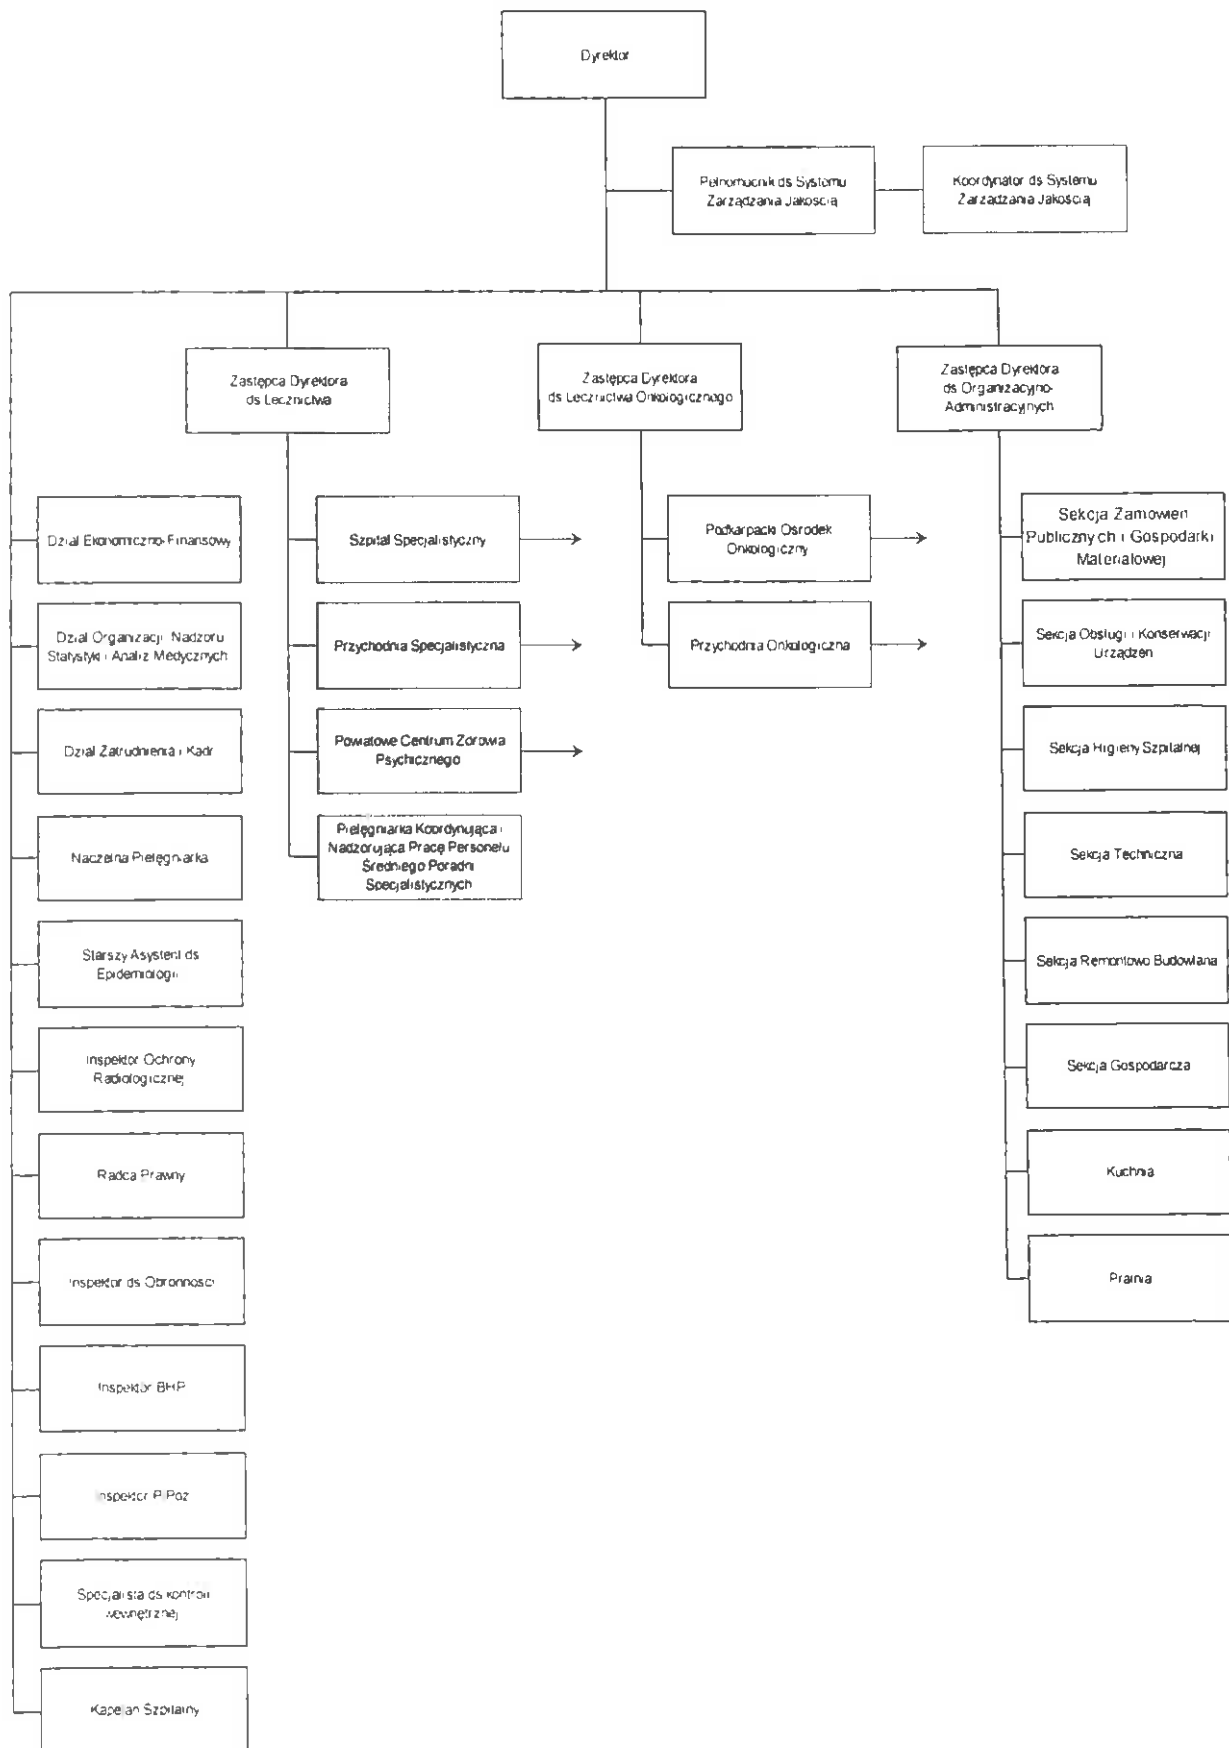 Dyrektor
Pełnomocnik ds Systemu
Zarządzania Jakością
Koordynator ds Systemu
Zarządzania Jakością
Zastępca Dyrektora
ds Lecznictwa
Zastępca Dyrektora
ds Lecznictwa Onkologicznego
Zastępca Dyrektora
ds Organizacyjno-
Administracyjnych
Dział Ekonomiczno-Finansowy
Dział Organizacji, Nadzoru
Statystyki i Analiz Medycznych
Dział Zatrudnienia i Kadr
Naczelna Pielęgniarka
Starszy Asystent ds
Epidemiologii
Inspektor Ochrony
Radiologicznej
Radca Prawny
Inspektor ds Obronności
Inspektor BHP
Inspektor P/Poż
Specjalista ds kontroli
wewnętrznej
Kapelan Szpitalny
Szpital Specjalistyczny
Przychodnia Specjalistyczna
Powiatowe Centrum Zdrowia
Psychicznego
Pielęgniarka Koordynująca i
Nadzorująca Pracę Personelu
Średniego Poradni
Specjalistycznych
Podkarpacki Ośrodek
Onkologiczny
Przychodnia Onkologiczna
Sekcja Zamówień
Publicznych i Gospodarki
Materiałowej
Sekcja Obsługi i Konserwacji
Urządzeń
Sekcja Higieny Szpitalnej
Sekcja Techniczna
Sekcja Remontowo Budowlana
Sekcja Gospodarcza
Kuchnia
Pralnia